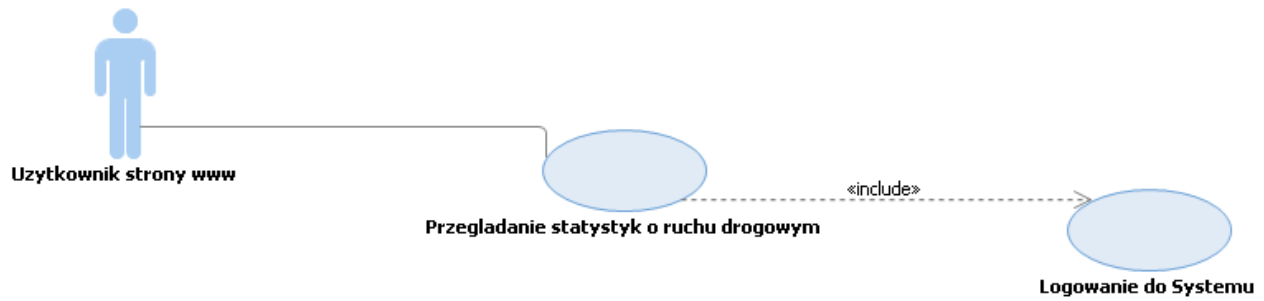 Uzytkownik strony www
«include»
Przegladanie statystyk o ruchu drogowym
Logowanie do Systemu